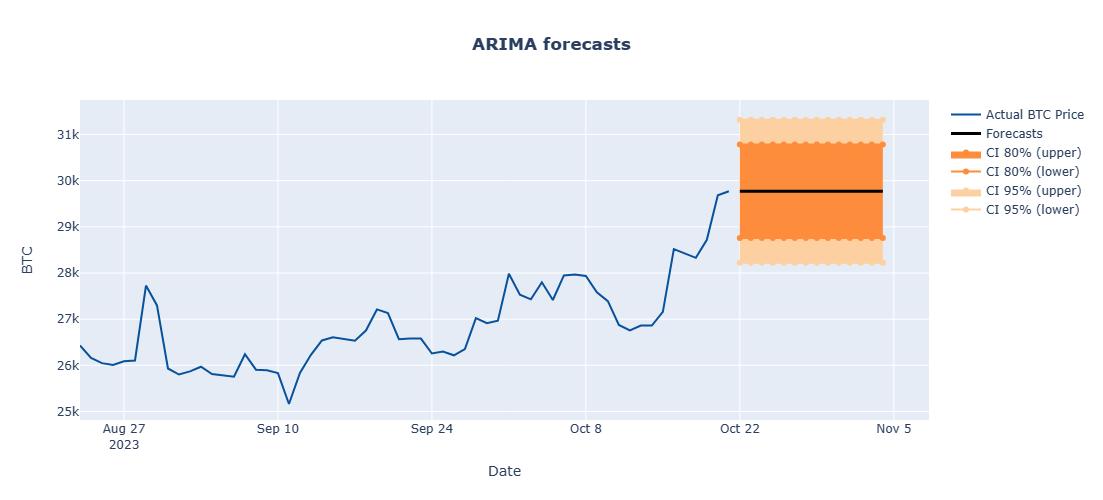 ARIMA forecasts
Actual BTC Price
Forecasts
CI 80% (upper)
CI 80% (lower)
CI 95% (upper)
CI 95% (lower)
BTC
31k
30k
29k
28k
27k
26k
25k
Aug 27
2023
Sep 10
Sep 24
Oct 8
Oct 22
Nov 5
Date